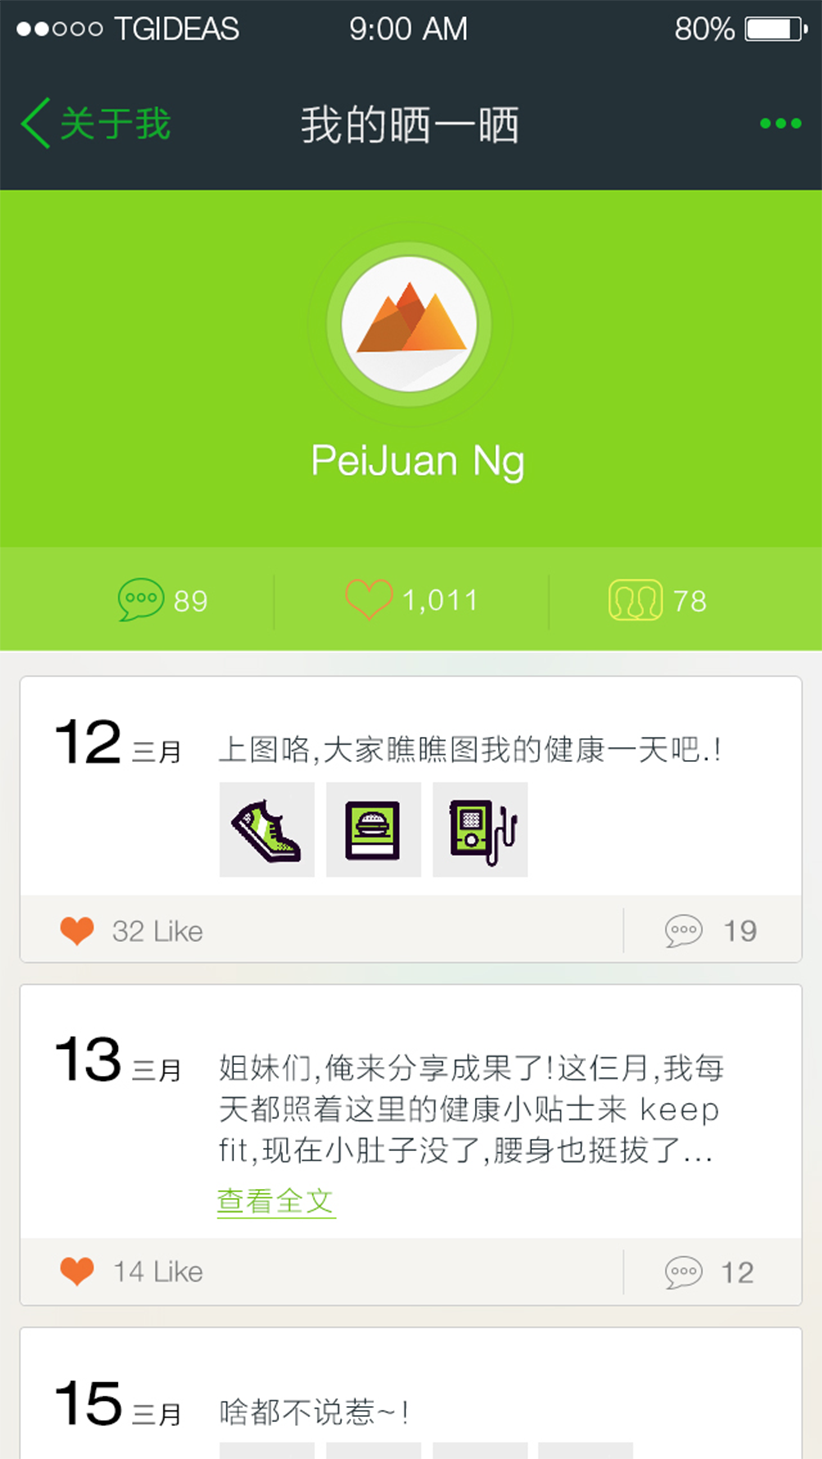 TGIDEAS 9:00 AM 80%
关于我 我的晒一晒
PeiJuan Ng
89 1,011 78
12 三月 上图咯,大家瞧瞧图我的健康一天吧.!
32 Like 19
13 三月 姐妹们,俺来分享成果了!这仨月,我每
天都照着这里的健康小贴士来 keep
fit,现在小肚子没了,腰身也挺拔了...
查看全文
14 Like 12
15 三月 啥都不说惹~!